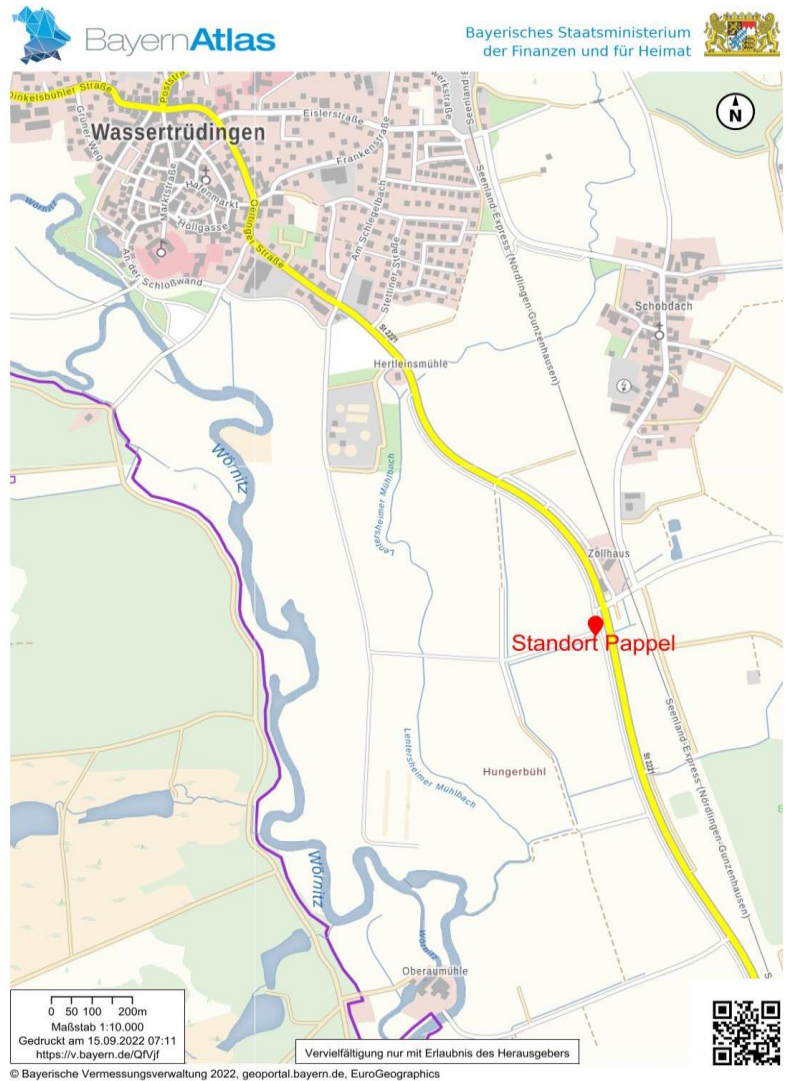 BayernAtlas
Bayerisches Staatsministerium
der Finanzen und für Heimat
N
Dinkelsbühler Straße
Poststra
Grüner Weg
Wassertrüdingen
Eislerstraße
Frankenstraße
werkstraße
Seenland-E
Seenland-Express (Nördlingen-Gunzenhausen)
Marktstraße
Hafenmarkt
Höllgasse
An der Schloßwand
Oettinger Straße
Am Schlegelbach
Stettiner Straße
Wörnitz
St 2221
Schobdach
Hertleinsmühle
Wörnitz
Lentersheimer Mühlbach
Zollhaus
Standort Pappel
Lentersheimer Mühlbach
Hungerbühl
St 2221
Seenland-Express (Nördlingen-Gunzenhausen)
Wörnitz
Wörnitz
Oberaumühle
S
E
0 50 100 200m
Maßstab 1:10.000
Gedruckt am 15.09.2022 07:11
https://v.bayern.de/QfVjf
Vervielfältigung nur mit Erlaubnis des Herausgebers
© Bayerische Vermessungsverwaltung 2022, geoportal.bayern.de, EuroGeographics